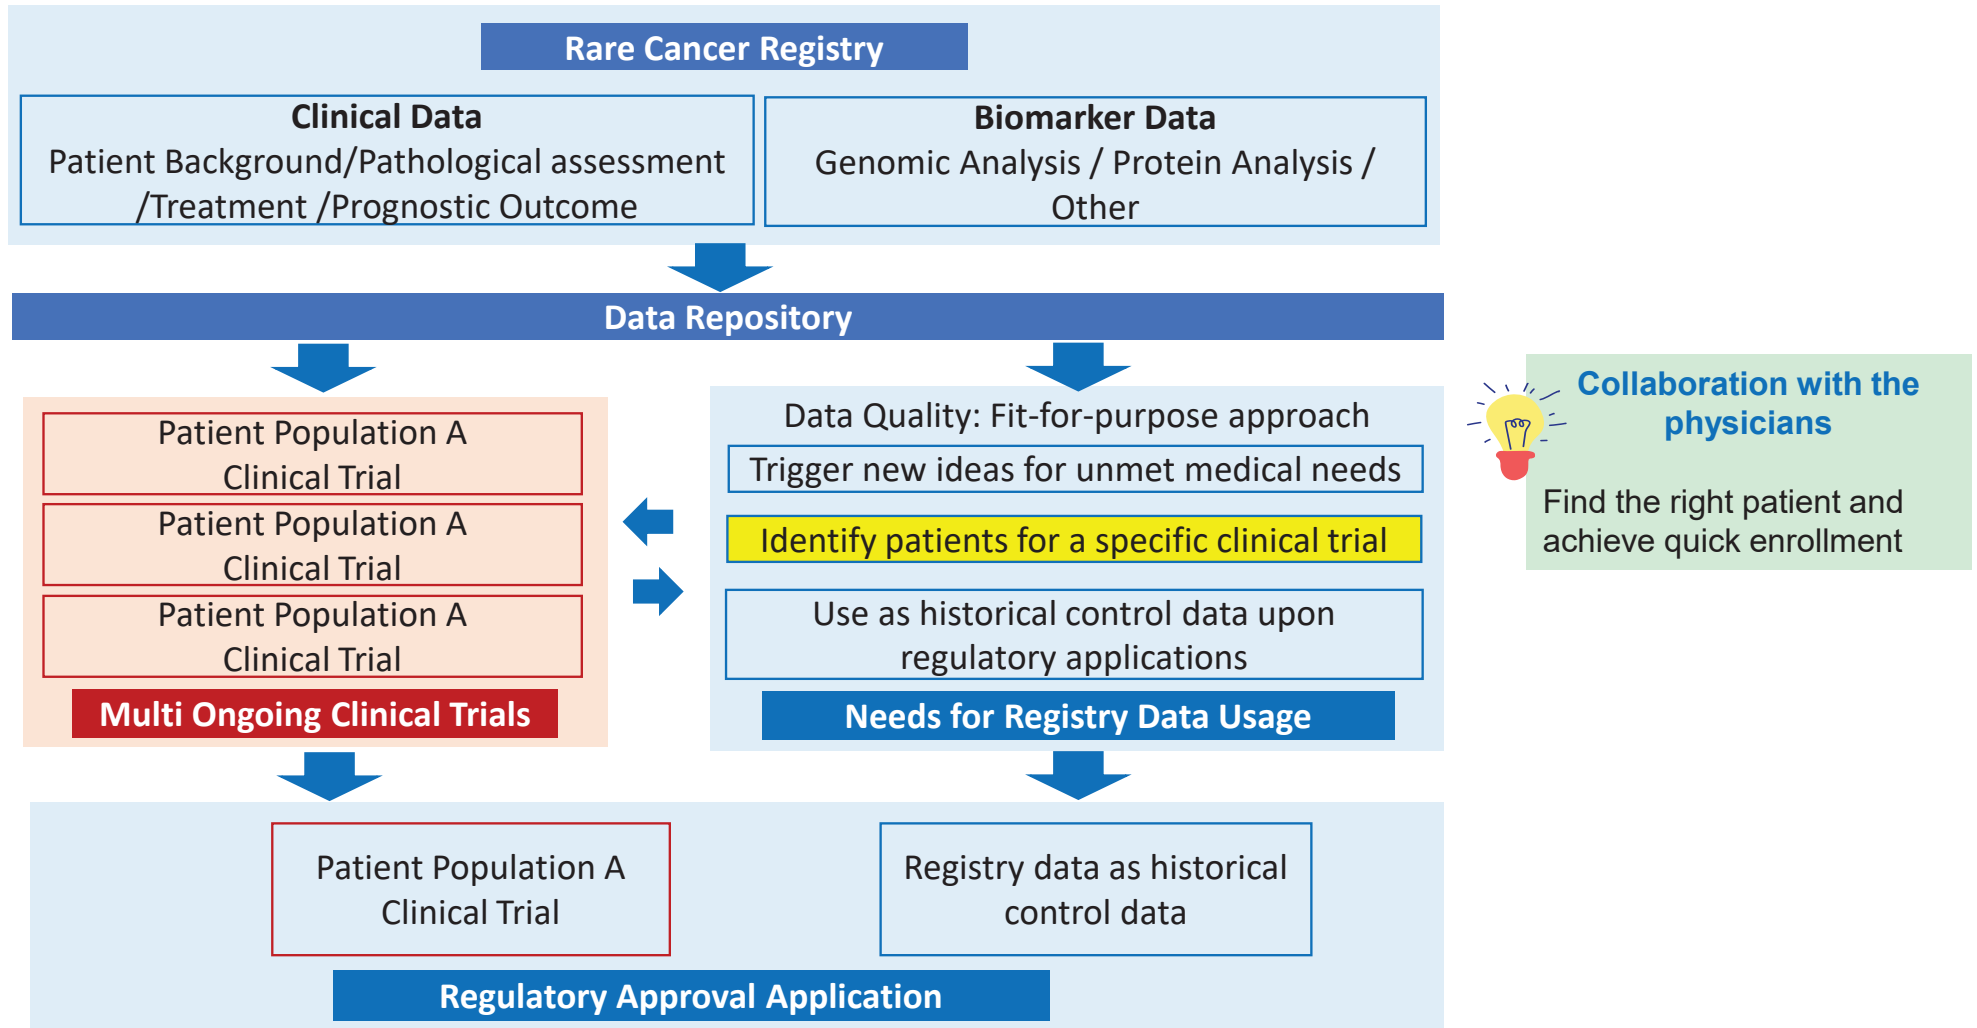 Rare Cancer Registry
Clinical Data
Patient Background/Pathological assessment
/Treatment /Prognostic Outcome
Biomarker Data
Genomic Analysis / Protein Analysis /
Other
Data Repository
Patient Population A
Clinical Trial
Patient Population A
Clinical Trial
Patient Population A
Clinical Trial
Multi Ongoing Clinical Trials
Data Quality: Fit-for-purpose approach
Trigger new ideas for unmet medical needs
Identify patients for a specific clinical trial
Use as historical control data upon
regulatory applications
Needs for Registry Data Usage
Collaboration with the
physicians
Find the right patient and
achieve quick enrollment
Patient Population A
Clinical Trial
Registry data as historical
control data
Regulatory Approval Application